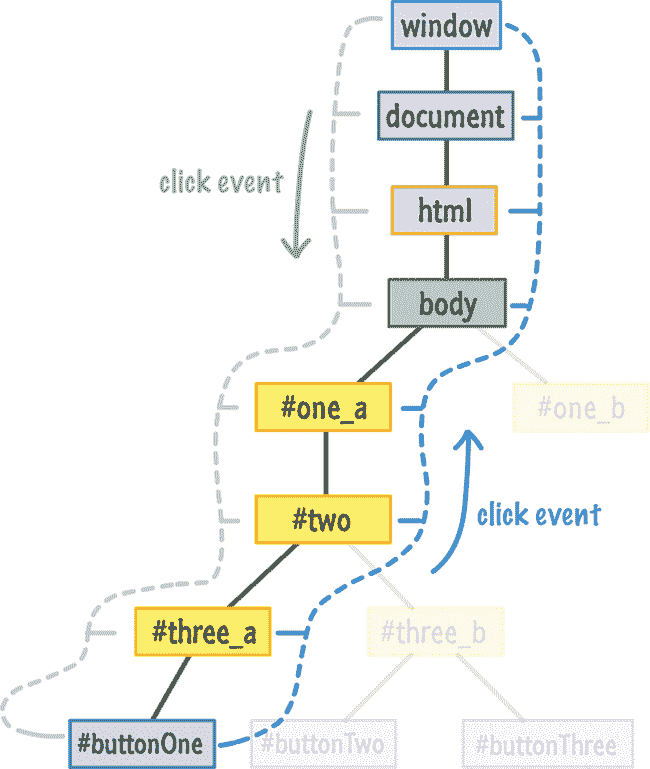 window
document
click event
html
body
#one_a
#one_b
#two
click event
#three_a
#three_b
#buttonOne
#buttonTwo
#buttonThree